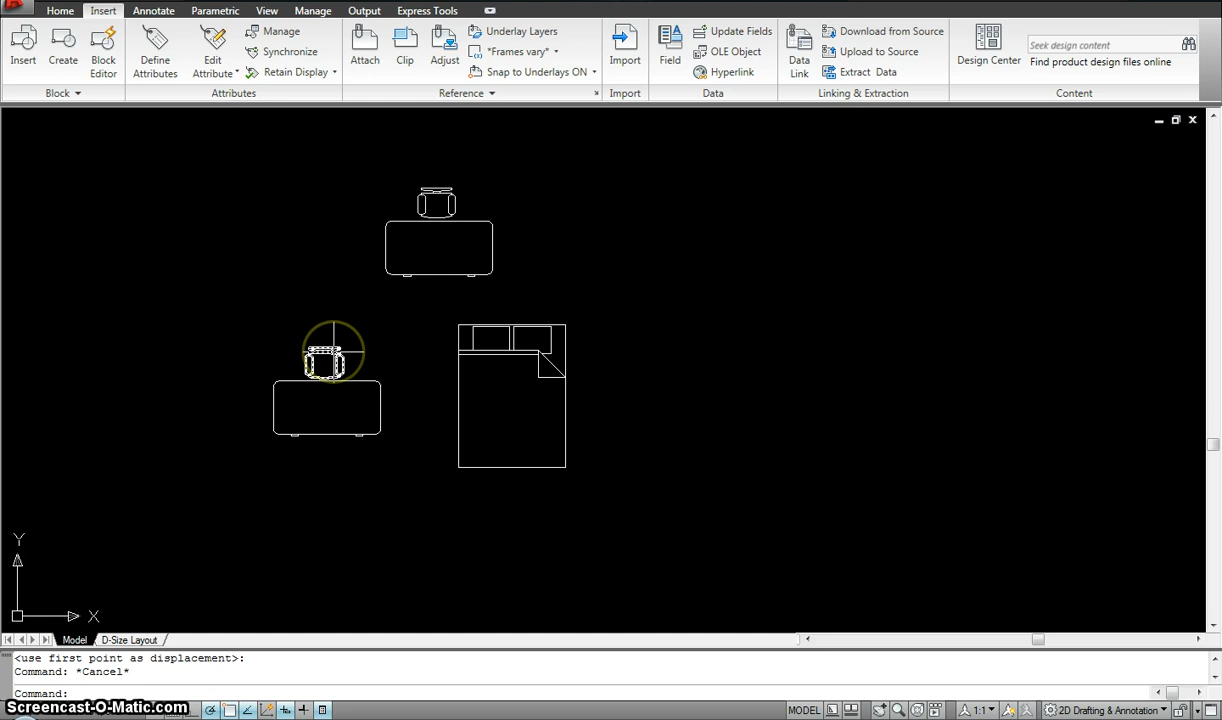 Home Insert Annotate Parametric View Manage Output Express Tools
Insert
Create
Block Editor
Block
Define Attributes
Edit Attribute
Manage
Synchronize
Retain Display
Attributes
Attach
Clip
Adjust
Underlay Layers
*Frames vary*
Snap to Underlays ON
Reference
Import
Import
Field
Update Fields
OLE Object
Hyperlink
Data
Data Link
Download from Source
Upload to Source
Extract Data
Linking & Extraction
Design Center
Seek design content
Find product design files online
Content
Y
X
Model D-Size Layout
<use first point as displacement>:
Command: *Cancel*
Command:
Screencast-O-Matic.com
MODEL 1:1 2D Drafting & Annotation